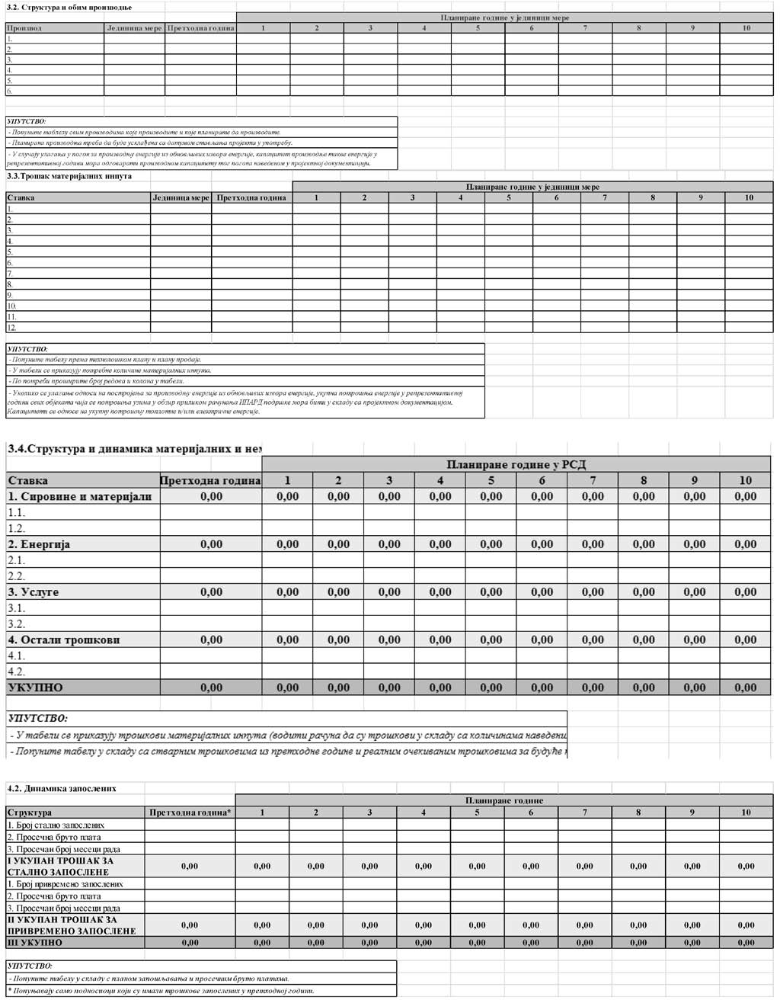 3.2. Структура и обим производње
Планиране године у јединици мере
Производ Јединица мере Претходна година 1 2 3 4 5 6 7 8 9 10
1.
2.
3.
4.
5.
6.
УПУТСТВО:
- Попуните таблелу свим производима које производите и које планирате да производите.
- Планирана производња треба да буде усклађена са датумом стављања пројекта у употребу.
- У случају улагања у погон за производњу енергије из обновљивих извора енергије, капацитет производње такве енергије у
репрезентативној години мора одговарати производном капацитету тог погона наведеном у пројектној документацији.
3.3.Трошак материјалних инпута
Планиране године у јединици мере
Ставка Јединица мере Претходна година 1 2 3 4 5 6 7 8 9 10
1.
2.
3.
4.
5.
6.
7.
8.
9.
10.
11.
12.
УПУТСТВО:
- Попуните табелу према технолошком плану и плану продаје.
- У табели се приказују потребне количине материјалних инпута.
- По потреби проширите број редова и колона у табели.
- Уколико се улагање односи на постројења за производњу енергије из обновљивих извора енергије, укупна потрошња енергије у репрезентативној
години свих објеката чија се потрошња узима у обзир приликом рачунања ИПАРД подршке мора бити у складу са пројектном документацијом.
Капацитети се односе на укупну потрошњу топлотне и/или електричне енергије.
3.4.Структура и динамика материјалних и нем
Планиране године у РСД
Ставка Претходна година 1 2 3 4 5 6 7 8 9 10
1. Сировине и материјали 0,00 0,00 0,00 0,00 0,00 0,00 0,00 0,00 0,00 0,00 0,00
1.1.
1.2.
2. Енергија 0,00 0,00 0,00 0,00 0,00 0,00 0,00 0,00 0,00 0,00 0,00
2.1.
2.2.
3. Услуге 0,00 0,00 0,00 0,00 0,00 0,00 0,00 0,00 0,00 0,00 0,00
3.1.
3.2.
4. Остали трошкови 0,00 0,00 0,00 0,00 0,00 0,00 0,00 0,00 0,00 0,00 0,00
4.1.
4.2.
УКУПНО 0,00 0,00 0,00 0,00 0,00 0,00 0,00 0,00 0,00 0,00 0,00
УПУТСТВО:
- У табели се приказују трошкови материјалних инпута (водити рачуна да су трошкови у складу са количинама наведени
- Попуните табелу у складу са стварним трошковима из претходне године и реалним очекиваним трошковима за будуће
4.2. Динамика запослених
Планиране године
Структура Претходна година* 1 2 3 4 5 6 7 8 9 10
1. Број стално запослених
2. Просечна бруто плата
3. Просечан број месеци рада
I УКУПАН ТРОШАК ЗА
СТАЛНО ЗАПОСЛЕНЕ 0,00 0,00 0,00 0,00 0,00 0,00 0,00 0,00 0,00 0,00 0,00
1. Број привремено запослених
2. Просечна бруто плата
3. Просечан број месеци рада
II УКУПАН ТРОШАК ЗА
ПРИВРЕМЕНО ЗАПОСЛЕНЕ 0,00 0,00 0,00 0,00 0,00 0,00 0,00 0,00 0,00 0,00 0,00
III УКУПНО 0,00 0,00 0,00 0,00 0,00 0,00 0,00 0,00 0,00 0,00 0,00
УПУТСТВО:
- Попуните табелу у складу с планом запошљавања и просечним бруто платама.
* Попуњавају само подносиоци који су имали трошкове запослених у претходној години.